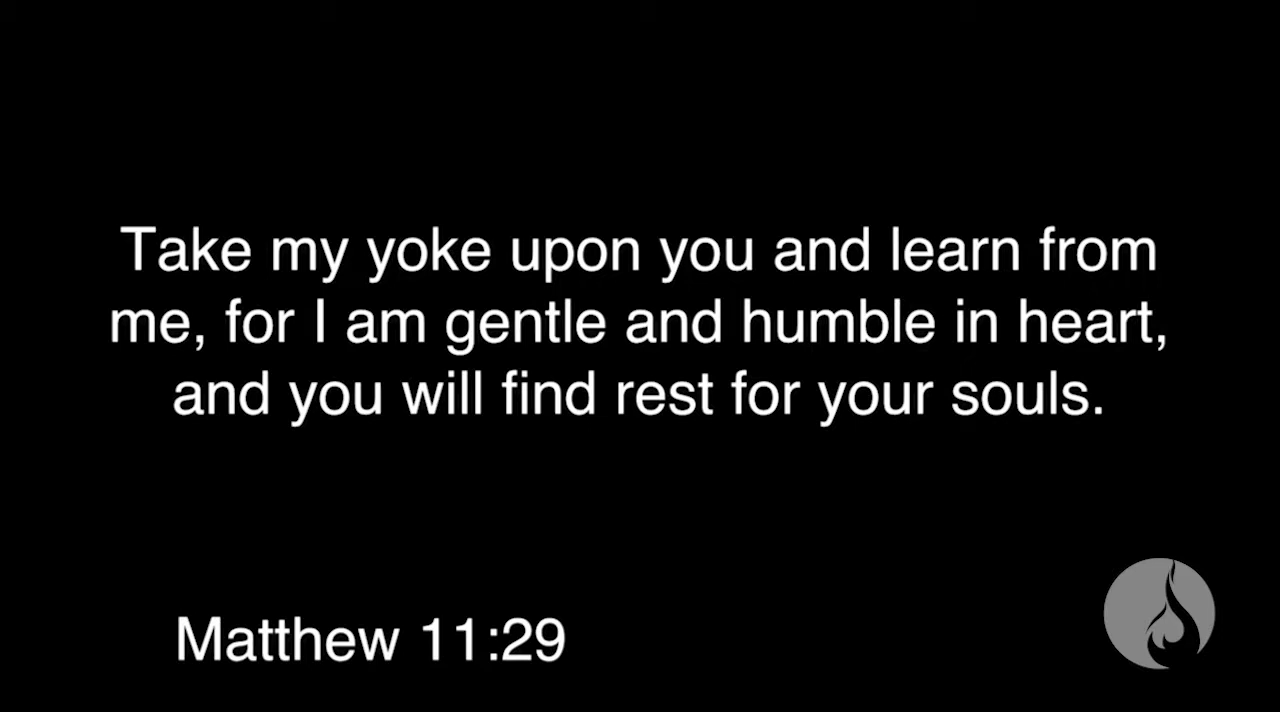 Take my yoke upon you and learn from
me, for I am gentle and humble in heart,
and you will find rest for your souls.
Matthew 11:29